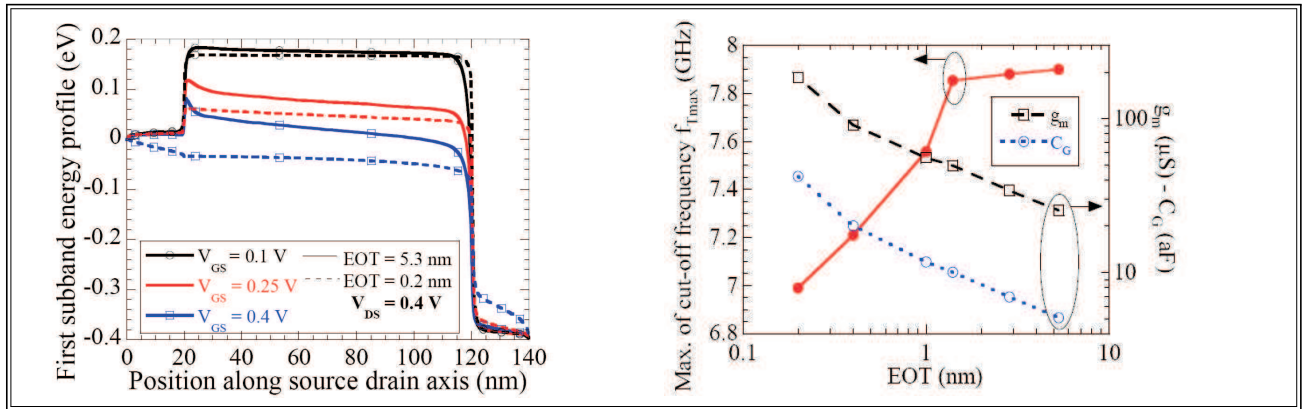 First subband energy profile (eV)
0.2
0.1
0
-0.1
-0.2
-0.3
-0.4
0 20 40 60 80 100 120 140
Position along source drain axis (nm)
V_GS = 0.1 V
V_GS = 0.25 V
V_GS = 0.4 V
EOT = 5.3 nm
EOT = 0.2 nm
V_DS = 0.4 V
Max. of cut-off frequency f_Tmax (GHz)
8
7.8
7.6
7.4
7.2
7
6.8
0.1 1 10
EOT (nm)
g_m
C_G
100
10
g_m (µS) - C_G (aF)